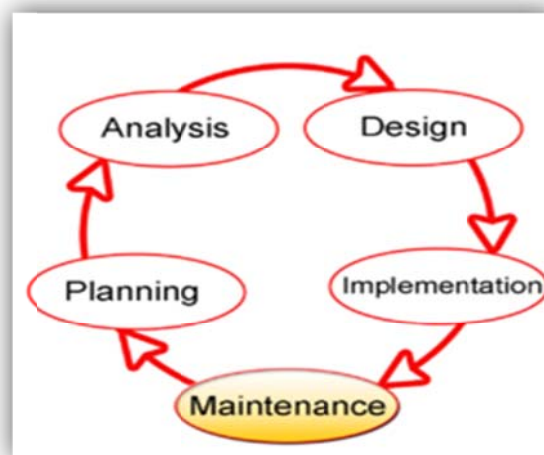 Analysis
Design
Planning
Implementation
Maintenance